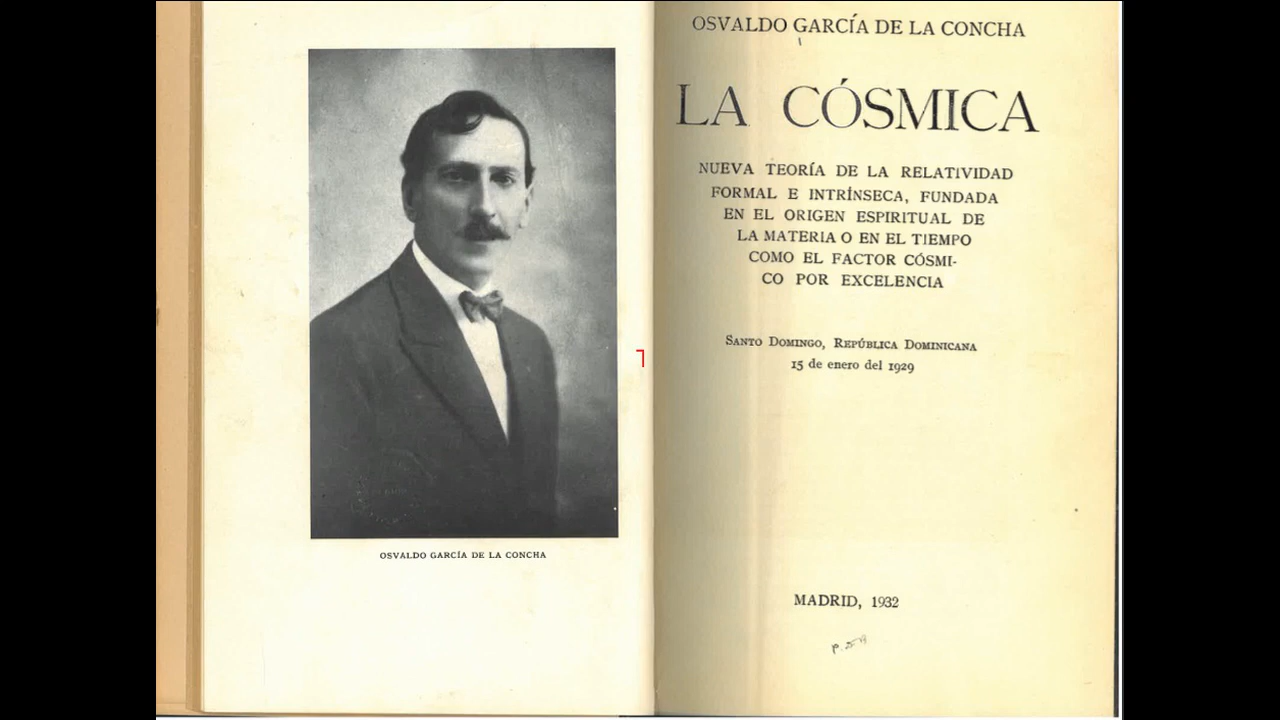 OSVALDO GARCÍA DE LA CONCHA
OSVALDO GARCÍA DE LA CONCHA
LA CÓSMICA
NUEVA TEORÍA DE LA RELATIVIDAD
FORMAL E INTRÍNSECA, FUNDADA
EN EL ORIGEN ESPIRITUAL DE
LA MATERIA O EN EL TIEMPO
COMO EL FACTOR CÓSMI-
CO POR EXCELENCIA
SANTO DOMINGO, REPÚBLICA DOMINICANA
15 de enero del 1929
MADRID, 1932